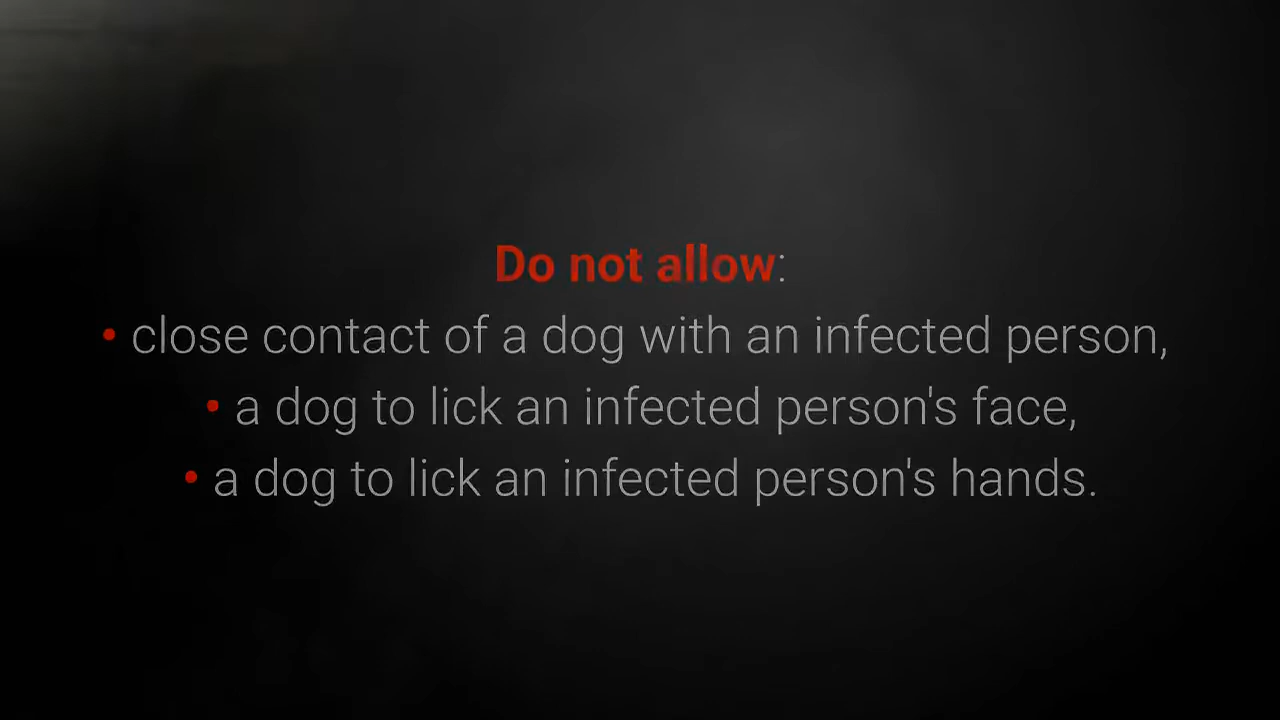 Do not allow:
• close contact of a dog with an infected person,
• a dog to lick an infected person's face,
• a dog to lick an infected person's hands.